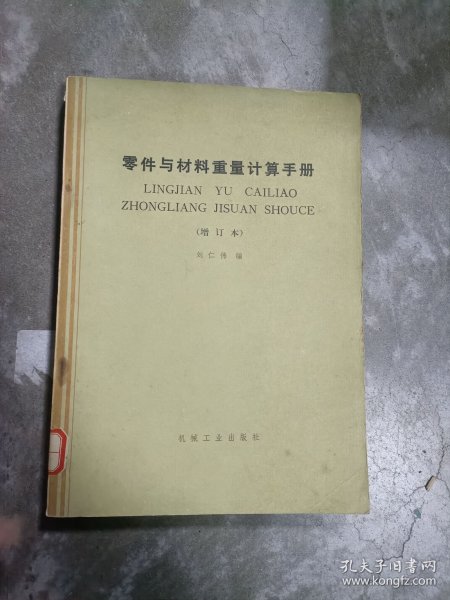 零件与材料重量计算手册
LINGJIAN YU CAILIAO
ZHONGLIANG JISUAN SHOUCE
(增订本)
刘仁伟 编
机械工业出版社
孔夫子旧书网
www.kongfz.com